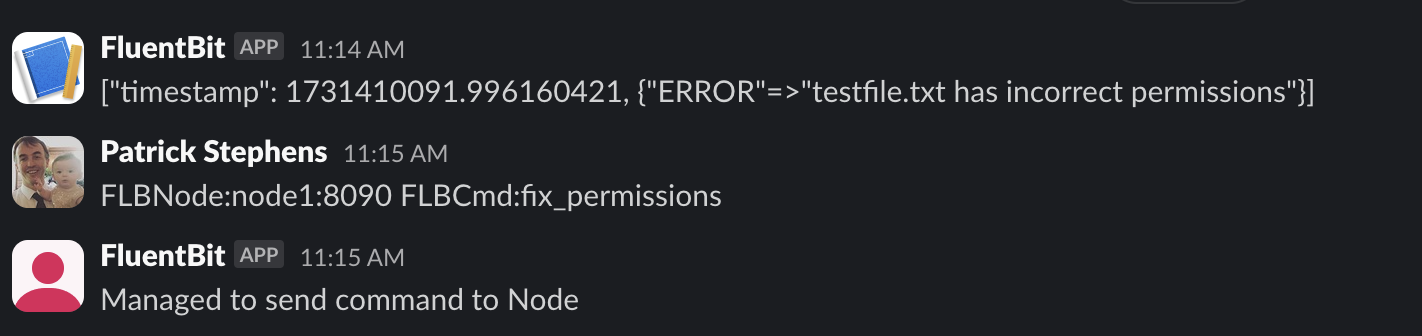 FluentBit APP 11:14 AM
["timestamp": 1731410091.996160421, {"ERROR"=>"testfile.txt has incorrect permissions"}]
Patrick Stephens 11:15 AM
FLBNode:node1:8090 FLBCmd:fix_permissions
FluentBit APP 11:15 AM
Managed to send command to Node